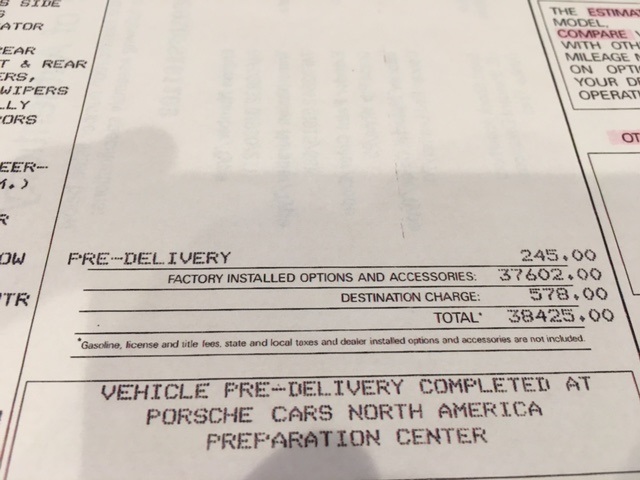 S SIDE
ATOR
EAR
T & REAR
ERS,
WIPERS
LLY
ORS
EER-
M.)
R
OW
TR
THE ESTIMAT
MODEL.
COMPARE
WITH OTH
MILEAGE
ON OPTI
YOUR DR
OPERATI
OT
PRE-DELIVERY 245.00
FACTORY INSTALLED OPTIONS AND ACCESSORIES: 37602.00
DESTINATION CHARGE: 578.00
TOTAL* 38425.00
*Gasoline, license and title fees, state and local taxes and dealer installed options and accessories are not included.
VEHICLE PRE-DELIVERY COMPLETED AT
PORSCHE CARS NORTH AMERICA
PREPARATION CENTER